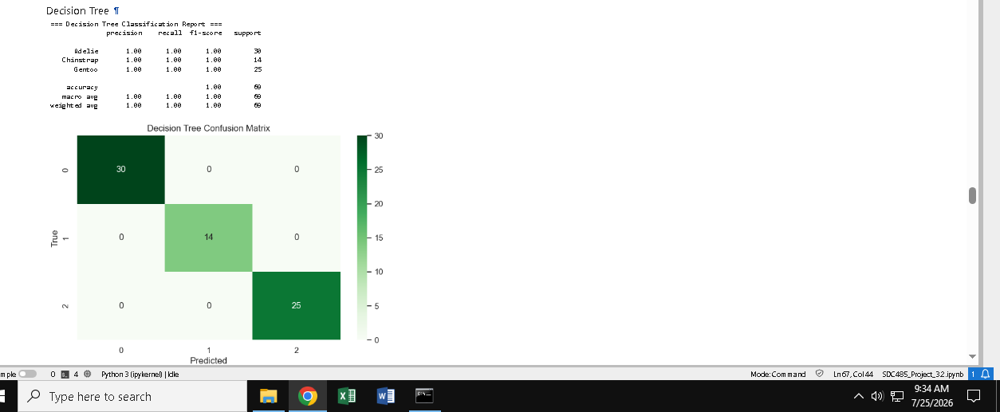 Decision Tree ¶
=== Decision Tree Classification Report ===
precision recall f1-score support
Adelie 1.00 1.00 1.00 30
Chinstrap 1.00 1.00 1.00 14
Gentoo 1.00 1.00 1.00 25
accuracy 1.00 69
macro avg 1.00 1.00 1.00 69
weighted avg 1.00 1.00 1.00 69
Decision Tree Confusion Matrix
30
25
20
15
10
5
0
True
0
1
2
30 0 0
0 14 0
0 0 25
0 1 2
Predicted
mple 0 4 Python 3 (ipykernel) | Idle Mode: Command Ln 67, Col 44 SDC485_Project_3.2.ipynb 1
Type here to search
9:34 AM
7/25/2026